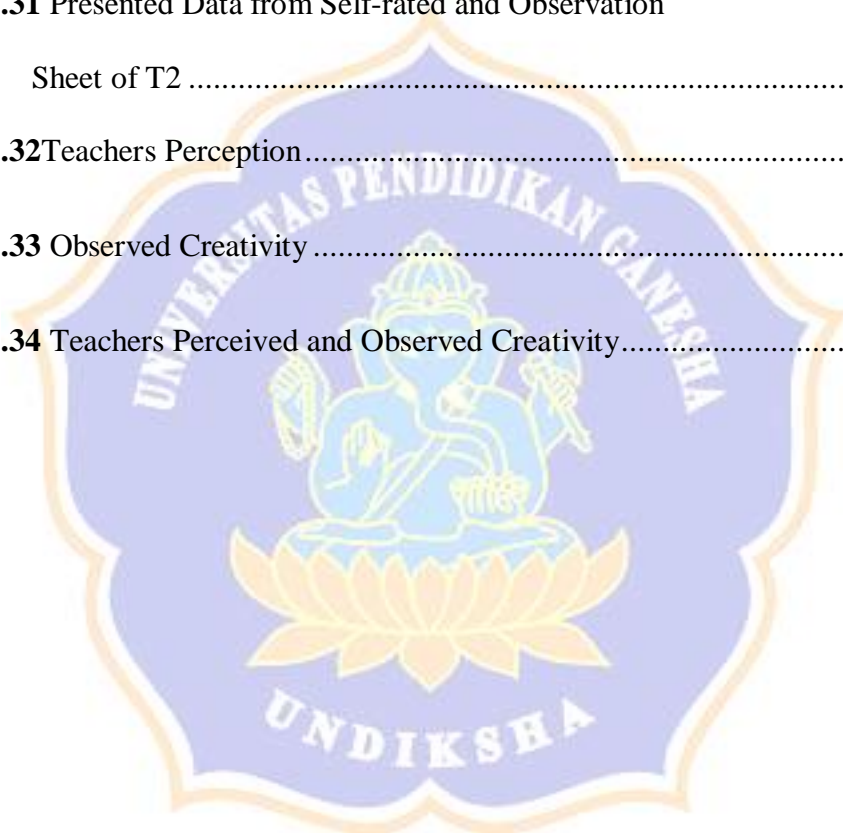 .31 Presented Data from Self-rated and Observation
Sheet of T2 ................................................................................
.32Teachers Perception..................................................................
.33 Observed Creativity .................................................................
.34 Teachers Perceived and Observed Creativity...........................
UNIVERSITAS PENDIDIKAN GANESHA
UNDIKSHA